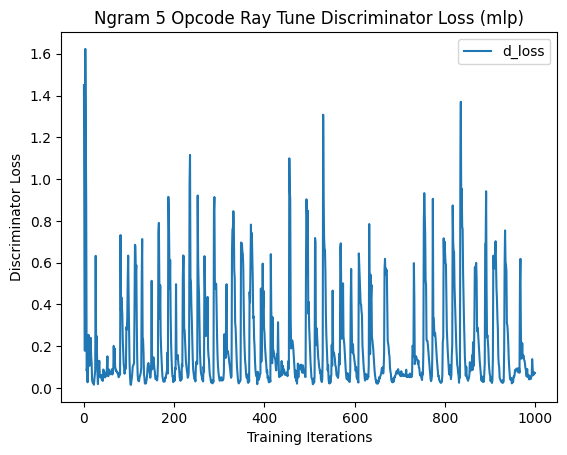 Ngram 5 Opcode Ray Tune Discriminator Loss (mlp)
d_loss
Discriminator Loss
1.6
1.4
1.2
1.0
0.8
0.6
0.4
0.2
0.0
0 200 400 600 800 1000
Training Iterations